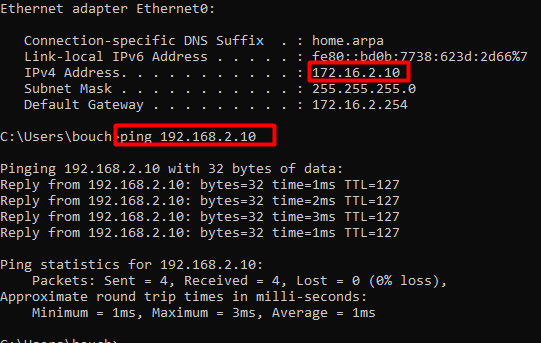 Ethernet adapter Ethernet0:
Connection-specific DNS Suffix . : home.arpa
Link-local IPv6 Address . . . . . : fe80::bd0b:7738:623d:2d66%7
IPv4 Address. . . . . . . . . . . : 172.16.2.10
Subnet Mask . . . . . . . . . . . : 255.255.255.0
Default Gateway . . . . . . . . . : 172.16.2.254
C:\Users\bouch>ping 192.168.2.10
Pinging 192.168.2.10 with 32 bytes of data:
Reply from 192.168.2.10: bytes=32 time=1ms TTL=127
Reply from 192.168.2.10: bytes=32 time=2ms TTL=127
Reply from 192.168.2.10: bytes=32 time=3ms TTL=127
Reply from 192.168.2.10: bytes=32 time=1ms TTL=127
Ping statistics for 192.168.2.10:
Packets: Sent = 4, Received = 4, Lost = 0 (0% loss),
Approximate round trip times in milli-seconds:
Minimum = 1ms, Maximum = 3ms, Average = 1ms
C:\Users\bouch>